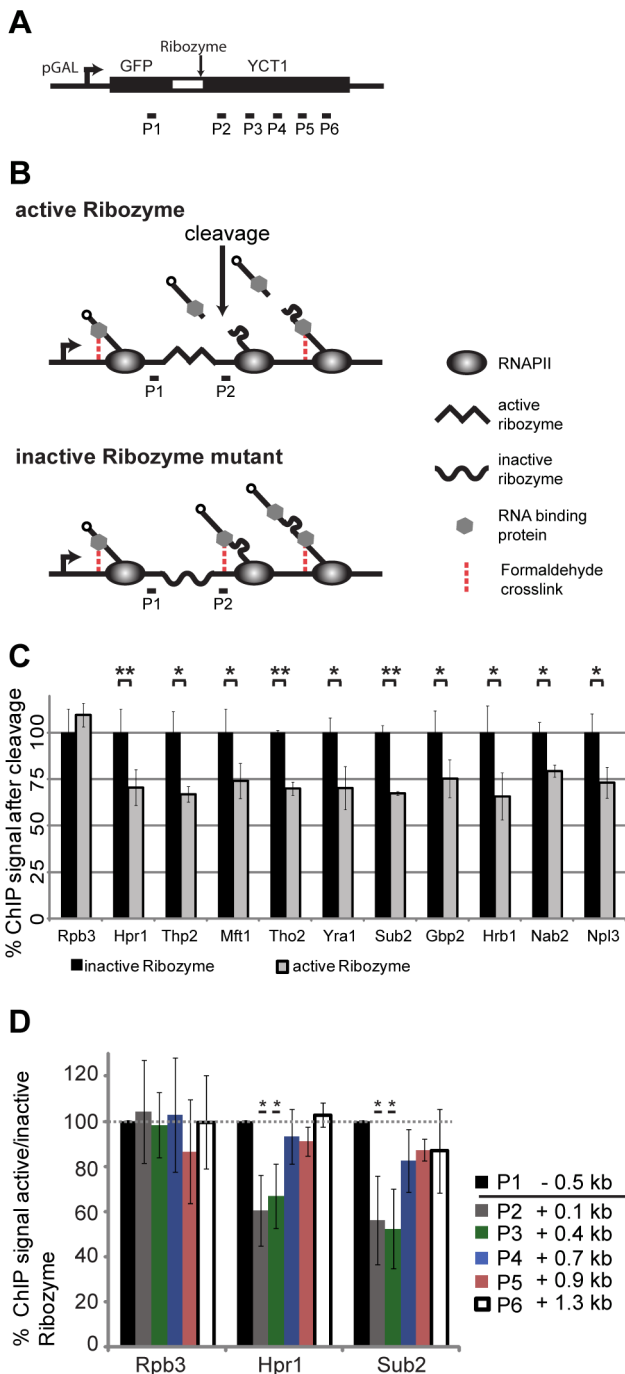 A
pGAL
GFP
Ribozyme
YCT1
P1
P2
P3
P4
P5
P6
B
active Ribozyme
cleavage
P1
P2
inactive Ribozyme mutant
P1
P2
RNAPII
active
ribozyme
inactive
ribozyme
RNA binding
protein
Formaldehyde
crosslink
C
% ChIP signal after cleavage
100
75
50
25
0
** * * ** * ** * * * *
Rpb3 Hpr1 Thp2 Mft1 Tho2 Yra1 Sub2 Gbp2 Hrb1 Nab2 Npl3
inactive Ribozyme
active Ribozyme
D
% ChIP signal active/inactive
Ribozyme
120
100
80
60
40
20
0
* * * *
Rpb3 Hpr1 Sub2
P1 - 0.5 kb
P2 + 0.1 kb
P3 + 0.4 kb
P4 + 0.7 kb
P5 + 0.9 kb
P6 + 1.3 kb